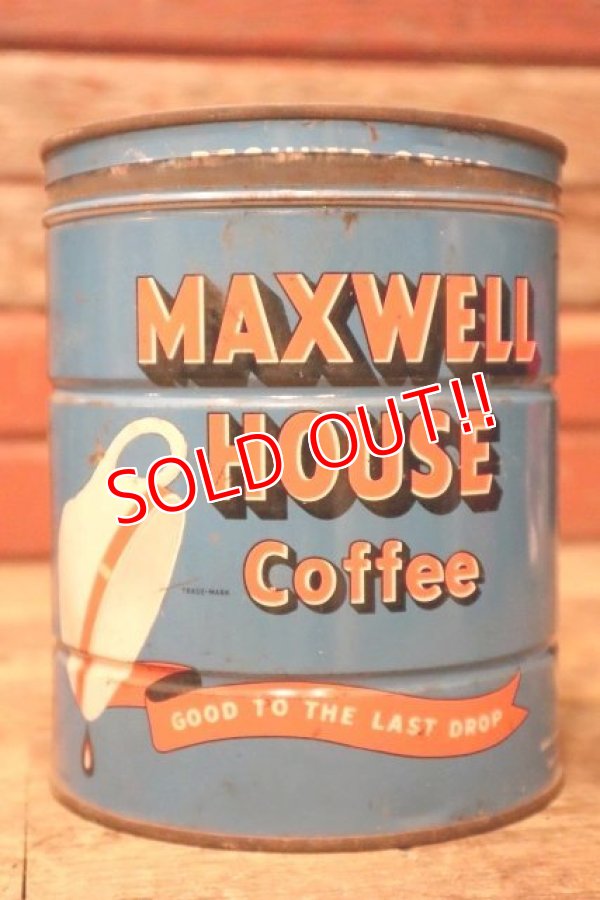 MAXWELL
HOUSE
SOLD OUT!!
Coffee
TRADE-MARK
GOOD TO THE LAST DROP